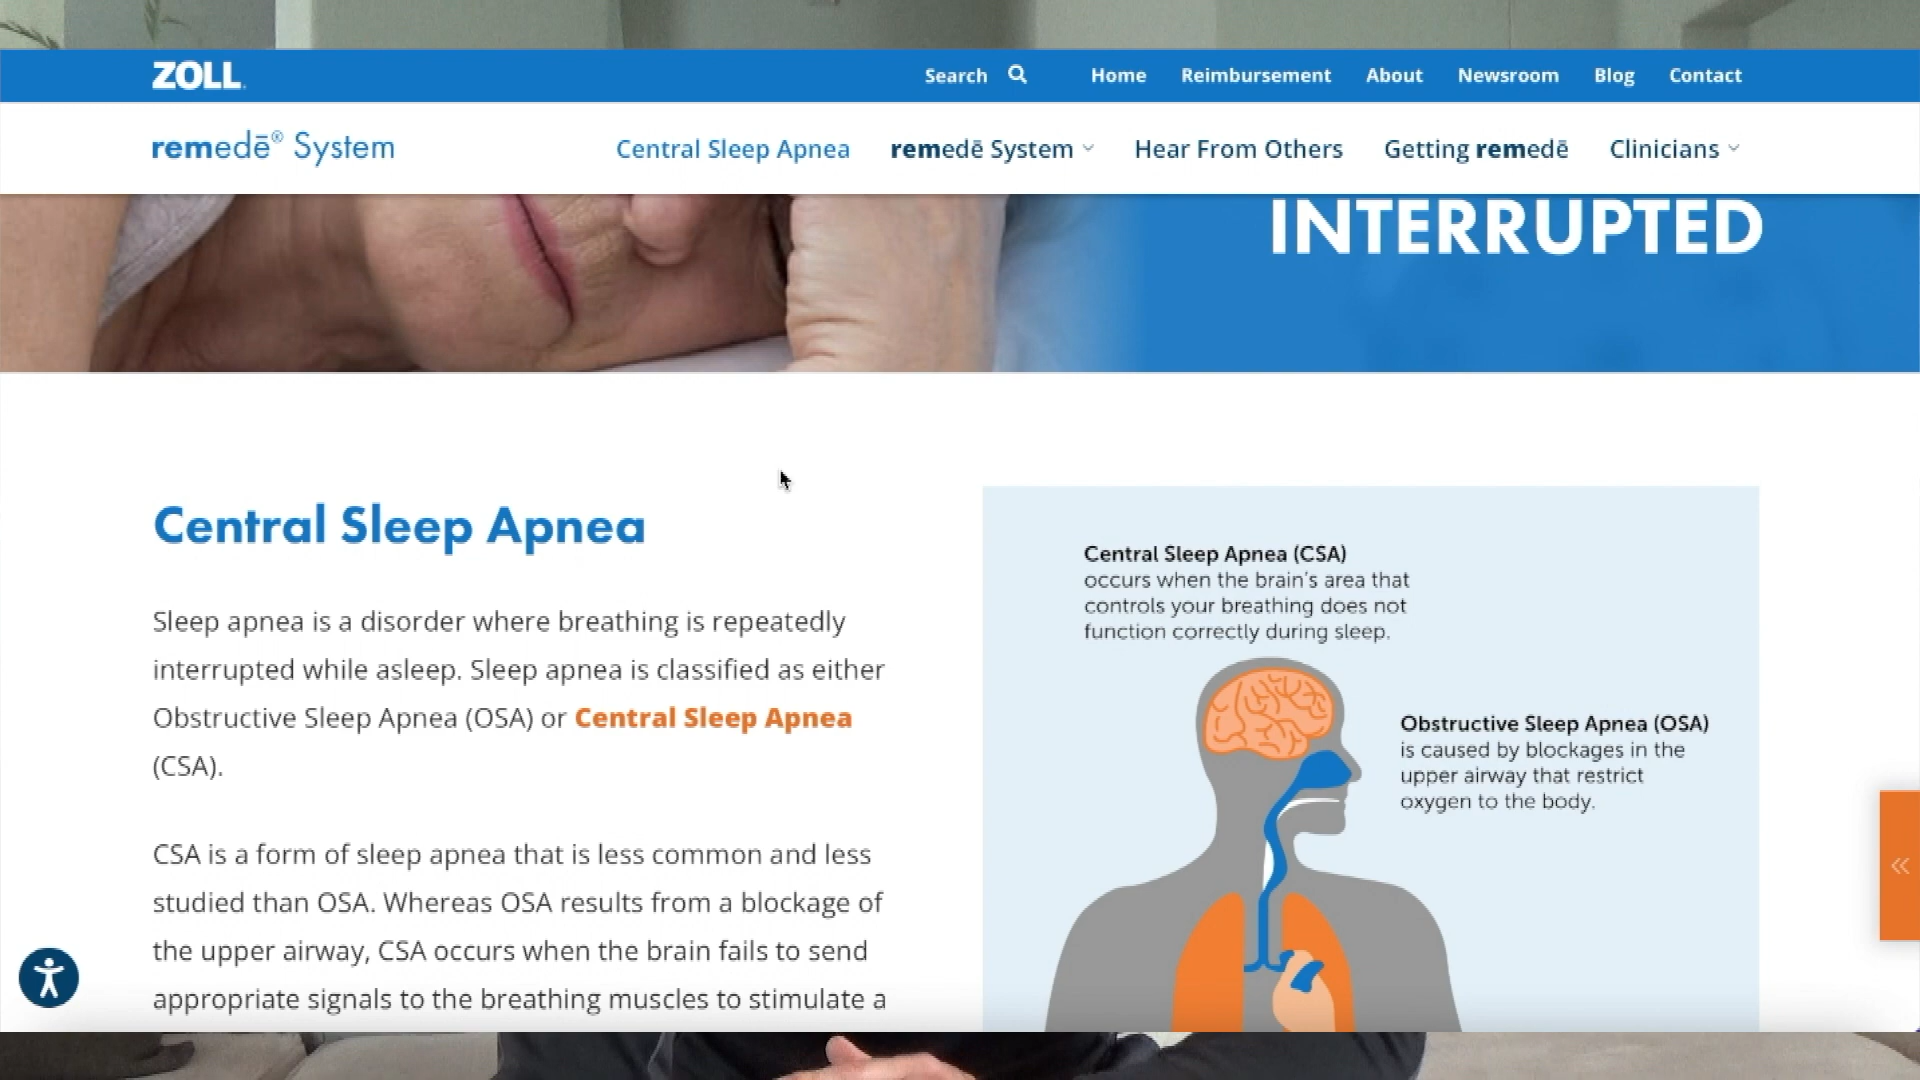 ZOLL
Search
Home Reimbursement About Newsroom Blog Contact
remedē® System
Central Sleep Apnea remedē System Hear From Others Getting remedē Clinicians
INTERRUPTED
Central Sleep Apnea
Sleep apnea is a disorder where breathing is repeatedly
interrupted while asleep. Sleep apnea is classified as either
Obstructive Sleep Apnea (OSA) or Central Sleep Apnea
(CSA).
CSA is a form of sleep apnea that is less common and less
studied than OSA. Whereas OSA results from a blockage of
the upper airway, CSA occurs when the brain fails to send
appropriate signals to the breathing muscles to stimulate a
Central Sleep Apnea (CSA)
occurs when the brain's area that
controls your breathing does not
function correctly during sleep.
Obstructive Sleep Apnea (OSA)
is caused by blockages in the
upper airway that restrict
oxygen to the body.